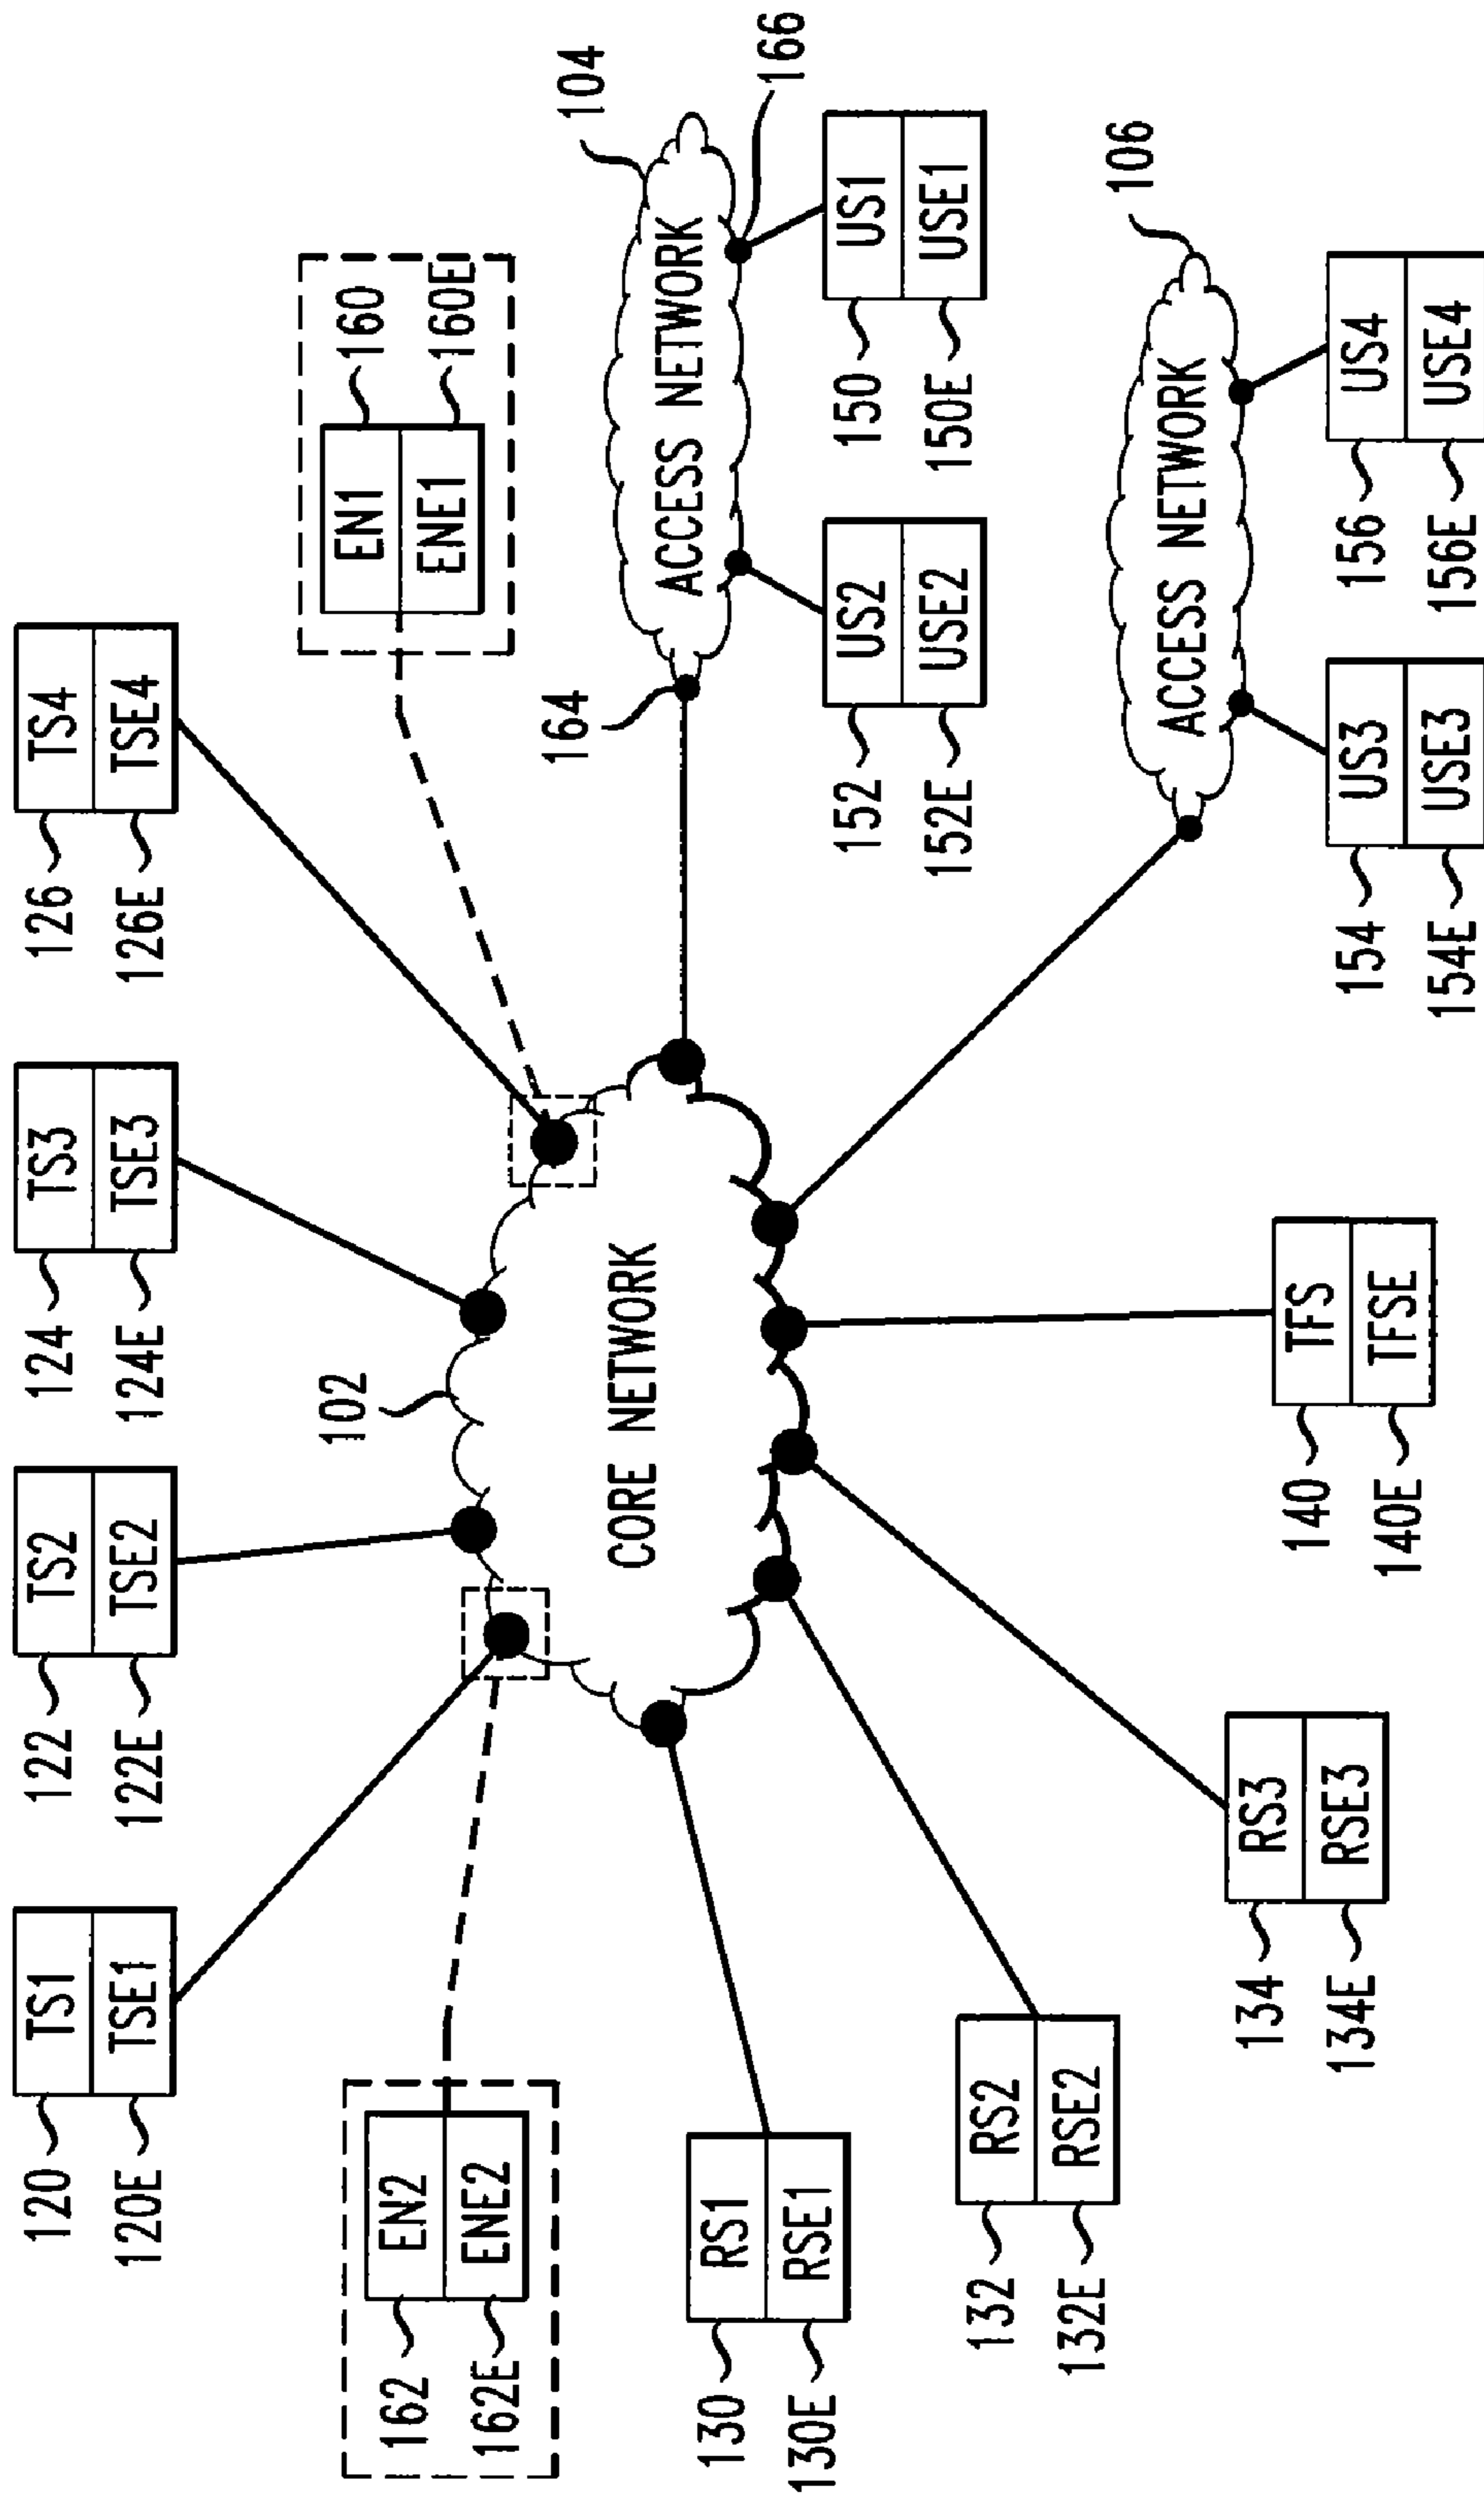 TS1
TSE1
120
120E
TS2
TSE2
122
122E
TS3
TSE3
124
124E
TS4
TSE4
126
126E
EN2
ENE2
162
162E
102
CORE NETWORK
EN1
ENE1
160
160E
104
ACCESS NETWORK
164
166
RS1
RSE1
130
130E
RS2
RSE2
132
132E
RS3
RSE3
134
134E
TFS
TFSE
140
140E
US2
USE2
152
152E
US1
USE1
150
150E
106
ACCESS NETWORK
US3
USE3
154
154E
US4
USE4
156
156E